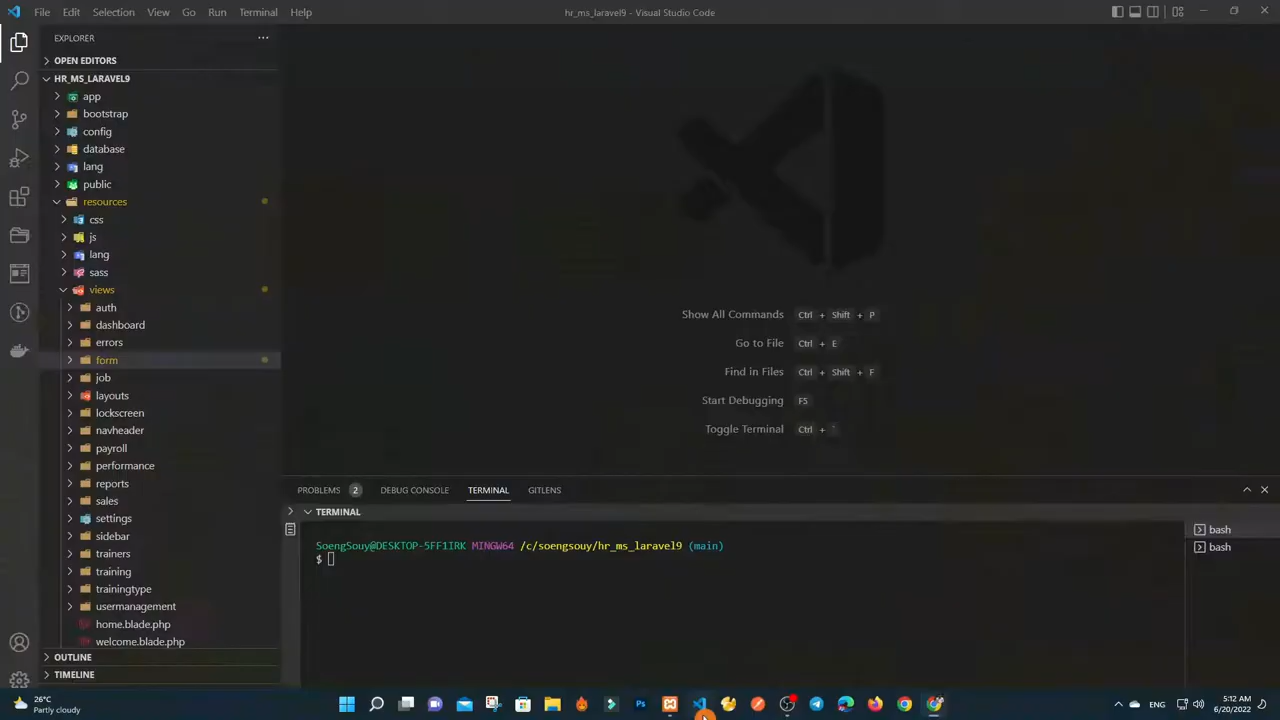 File Edit Selection View Go Run Terminal Help
hr_ms_laravel9 - Visual Studio Code
EXPLORER
OPEN EDITORS
HR_MS_LARAVEL9
app
bootstrap
config
database
lang
public
resources
css
js
lang
sass
views
auth
dashboard
errors
form
job
layouts
lockscreen
navheader
payroll
performance
reports
sales
settings
sidebar
trainers
training
trainingtype
usermanagement
home.blade.php
welcome.blade.php
OUTLINE
TIMELINE
Show All Commands Ctrl + Shift + P
Go to File Ctrl + E
Find in Files Ctrl + Shift + F
Start Debugging F5
Toggle Terminal Ctrl + `
PROBLEMS 2 DEBUG CONSOLE TERMINAL GITLENS
TERMINAL
SoengSouy@DESKTOP-5FF1IRK MINGW64 /c/soengsouy/hr_ms_laravel9 (main)
$
bash
bash
26°C
Partly cloudy
Ps
ENG
5:12 AM
6/20/2022